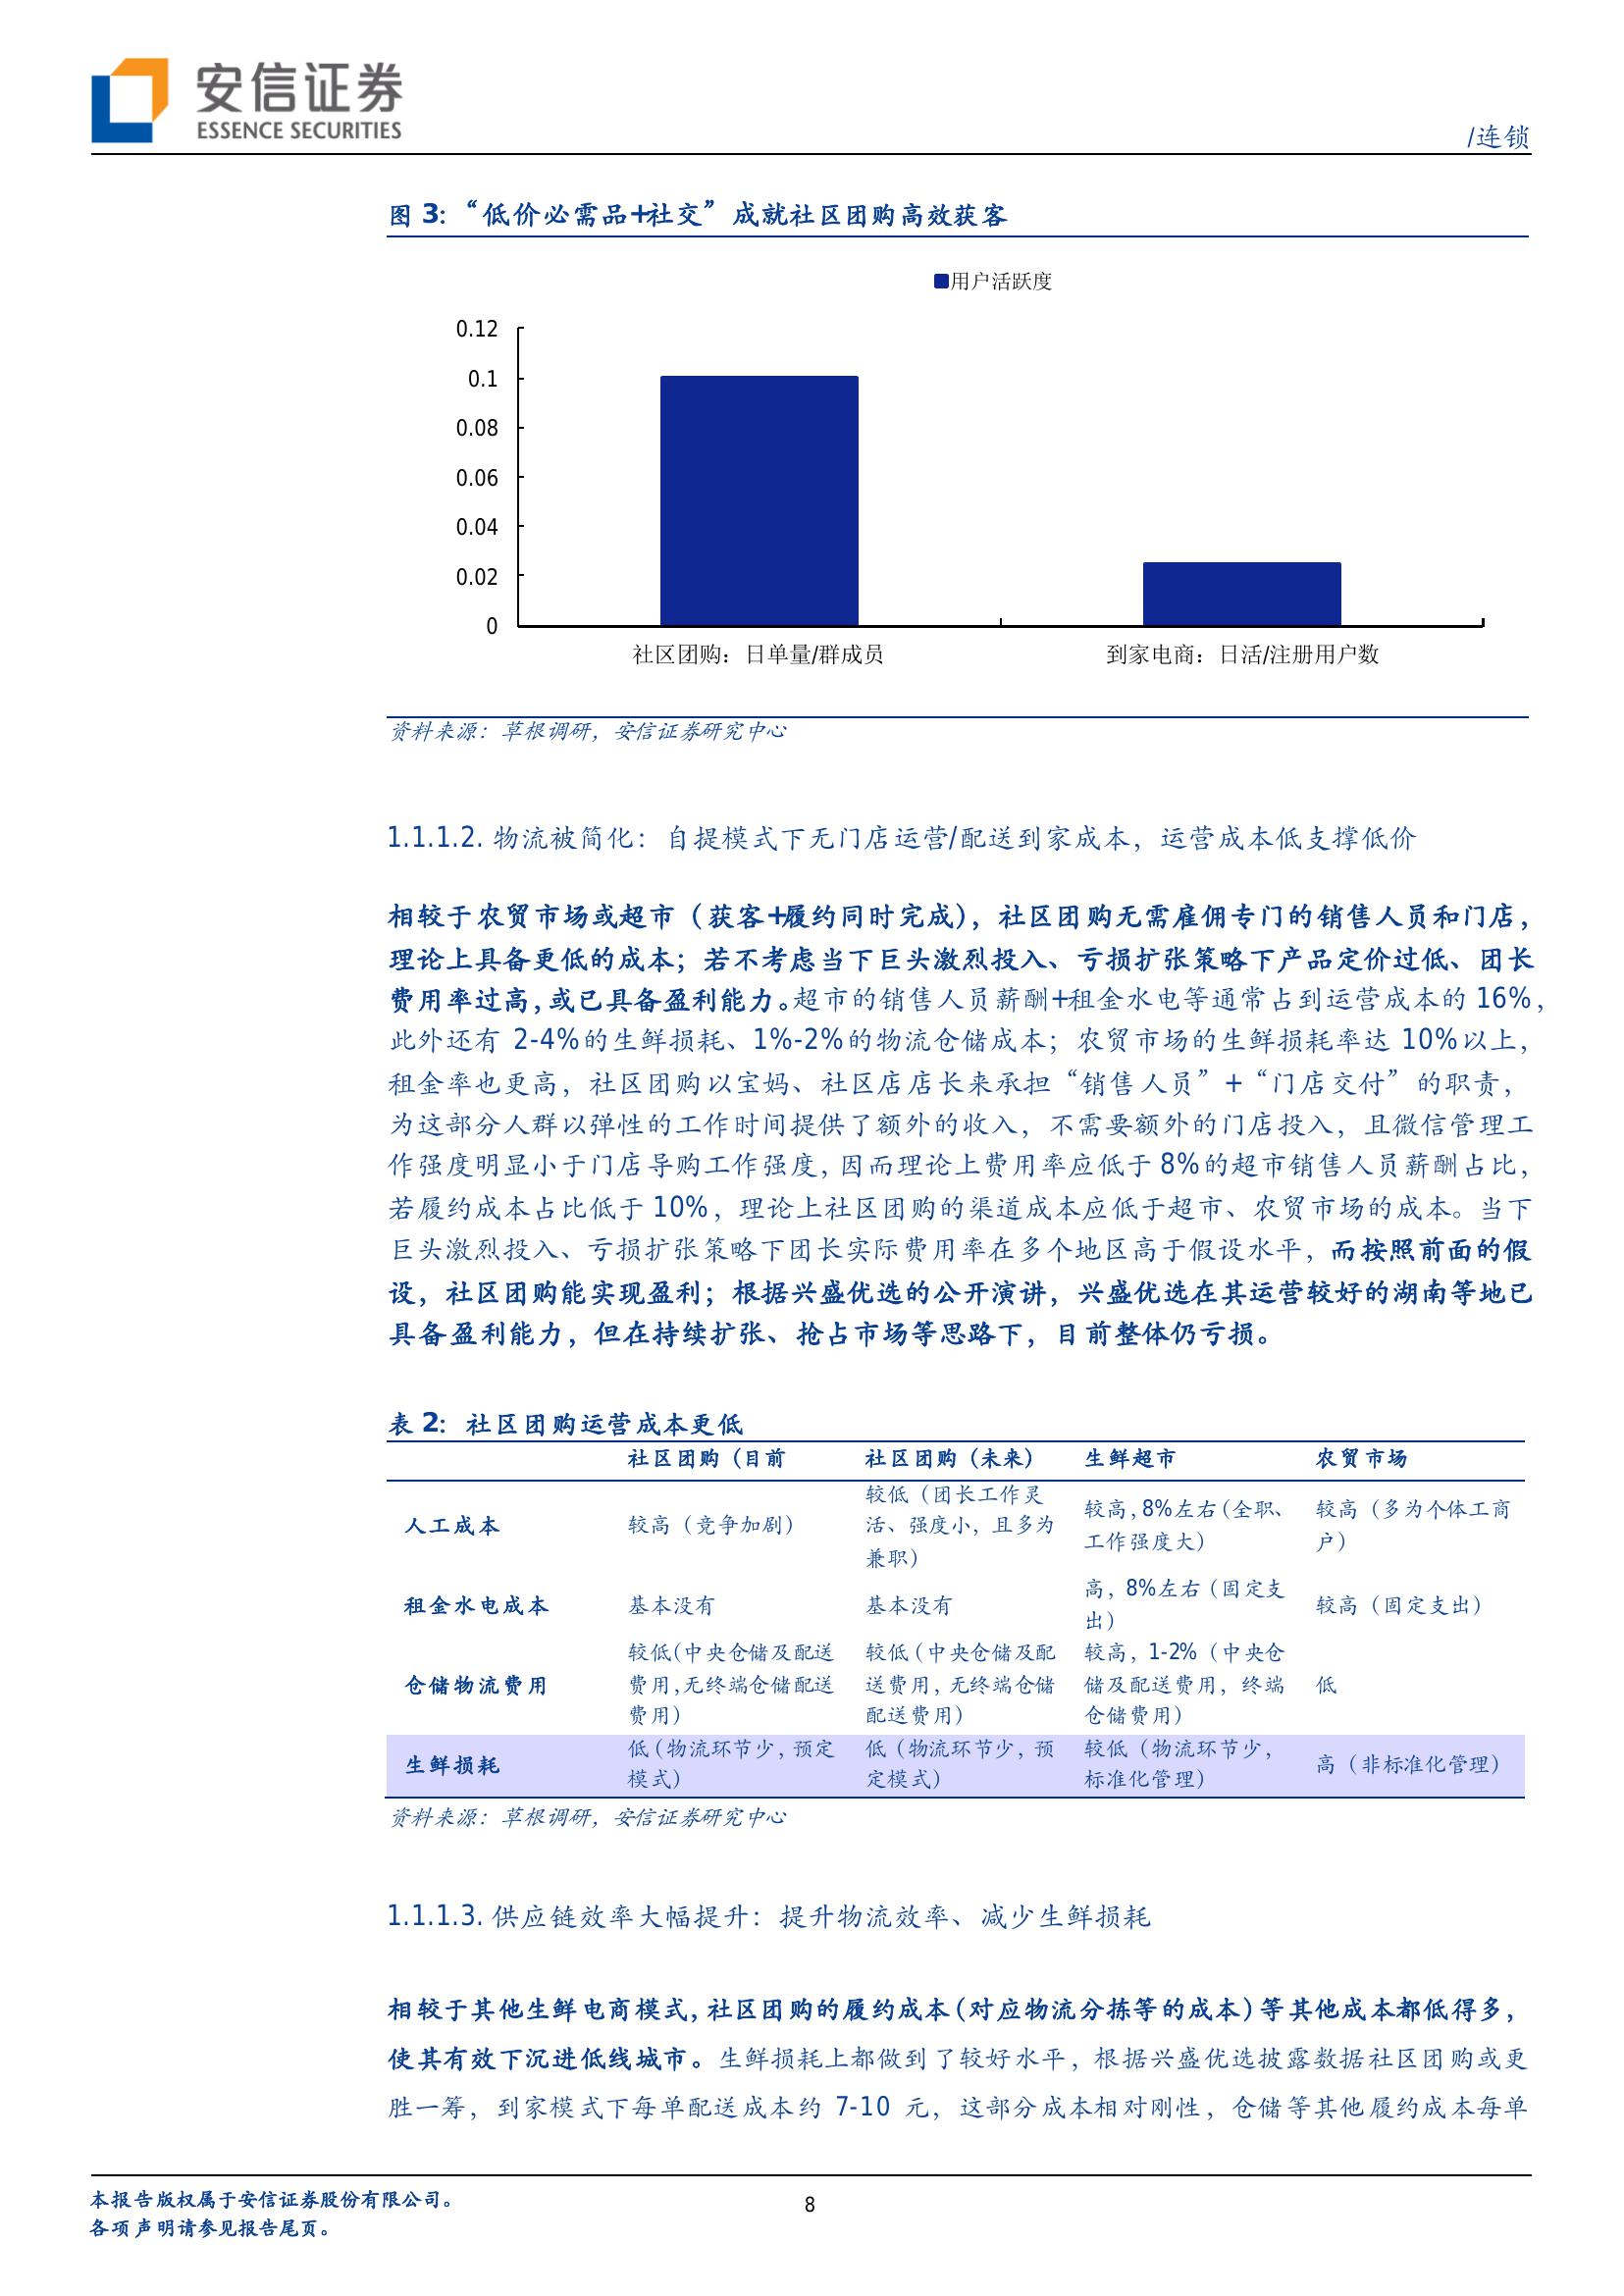 安信证券
ESSENCE SECURITIES
/连锁
图 3：“低价必需品+社交”成就社区团购高效获客
用户活跃度
0.12
0.1
0.08
0.06
0.04
0.02
0
社区团购：日单量/群成员
到家电商：日活/注册用户数
资料来源：草根调研，安信证券研究中心
1.1.1.2. 物流被简化：自提模式下无门店运营/配送到家成本，运营成本低支撑低价
相较于农贸市场或超市（获客+履约同时完成），社区团购无需雇佣专门的销售人员和门店，
理论上具备更低的成本；若不考虑当下巨头激烈投入、亏损扩张策略下产品定价过低、团长
费用率过高，或已具备盈利能力。超市的销售人员薪酬+租金水电等通常占到运营成本的 16%，
此外还有 2-4%的生鲜损耗、1%-2%的物流仓储成本；农贸市场的生鲜损耗率达 10%以上，
租金率也更高，社区团购以宝妈、社区店店长来承担“销售人员”+“门店交付”的职责，
为这部分人群以弹性的工作时间提供了额外的收入，不需要额外的门店投入，且微信管理工
作强度明显小于门店导购工作强度，因而理论上费用率应低于 8%的超市销售人员薪酬占比，
若履约成本占比低于 10%，理论上社区团购的渠道成本应低于超市、农贸市场的成本。当下
巨头激烈投入、亏损扩张策略下团长实际费用率在多个地区高于假设水平，而按照前面的假
设，社区团购能实现盈利；根据兴盛优选的公开演讲，兴盛优选在其运营较好的湖南等地已
具备盈利能力，但在持续扩张、抢占市场等思路下，目前整体仍亏损。
表 2：社区团购运营成本更低
社区团购（目前 社区团购（未来） 生鲜超市 农贸市场
人工成本 较高（竞争加剧） 较低（团长工作灵
活、强度小，且多为
兼职） 较高，8%左右（全职、
工作强度大） 较高（多为个体工商
户）
租金水电成本 基本没有 基本没有 高，8%左右（固定支
出） 较高（固定支出）
仓储物流费用 较低（中央仓储及配送
费用，无终端仓储配送
费用） 较低（中央仓储及配
送费用，无终端仓储
配送费用） 较高，1-2%（中央仓
储及配送费用，终端
仓储费用） 低
生鲜损耗 低（物流环节少，预定
模式） 低（物流环节少，预
定模式） 较低（物流环节少，
标准化管理） 高（非标准化管理）
资料来源：草根调研，安信证券研究中心
1.1.1.3. 供应链效率大幅提升：提升物流效率、减少生鲜损耗
相较于其他生鲜电商模式，社区团购的履约成本（对应物流分拣等的成本）等其他成本都低得多，
使其有效下沉进低线城市。生鲜损耗上都做到了较好水平，根据兴盛优选披露数据社区团购或更
胜一筹，到家模式下每单配送成本约 7-10 元，这部分成本相对刚性，仓储等其他履约成本每单
本报告版权属于安信证券股份有限公司。
各项声明请参见报告尾页。
8